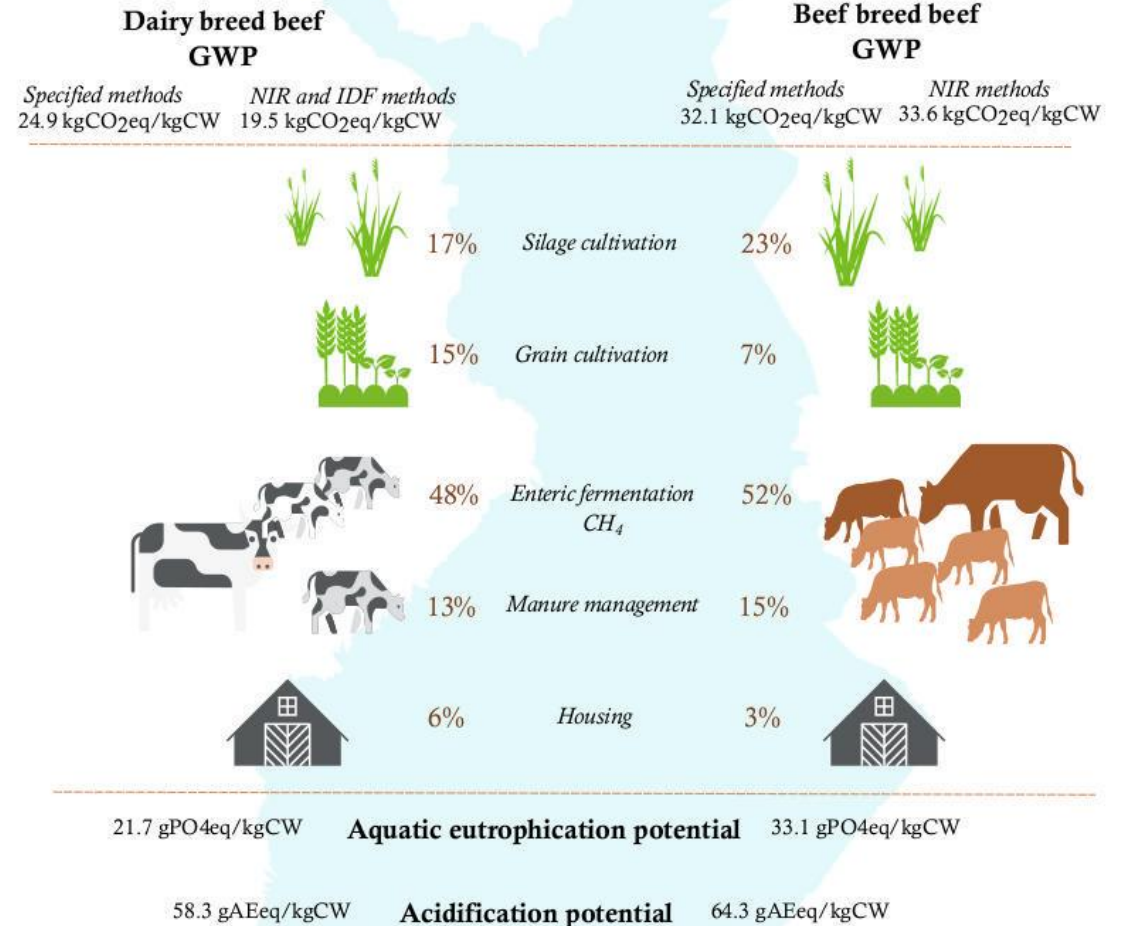 Dairy breed beef
GWP
Specified methods
24.9 kgCO2eq/kgCW
NIR and IDF methods
19.5 kgCO2eq/kgCW
Beef breed beef
GWP
Specified methods
32.1 kgCO2eq/kgCW
NIR methods
33.6 kgCO2eq/kgCW
17% Silage cultivation 23%
15% Grain cultivation 7%
48% Enteric fermentation 52%
CH4
13% Manure management 15%
6% Housing 3%
21.7 gPO4eq/kgCW Aquatic eutrophication potential 33.1 gPO4eq/kgCW
58.3 gAEeq/kgCW Acidification potential 64.3 gAEeq/kgCW